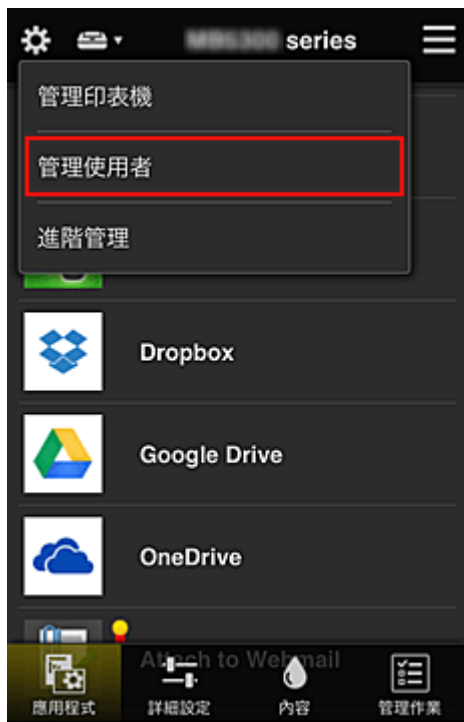 series
管理印表機
管理使用者
進階管理
Dropbox
Google Drive
OneDrive
Attach to Webmail
應用程式
詳細設定
內容
管理作業